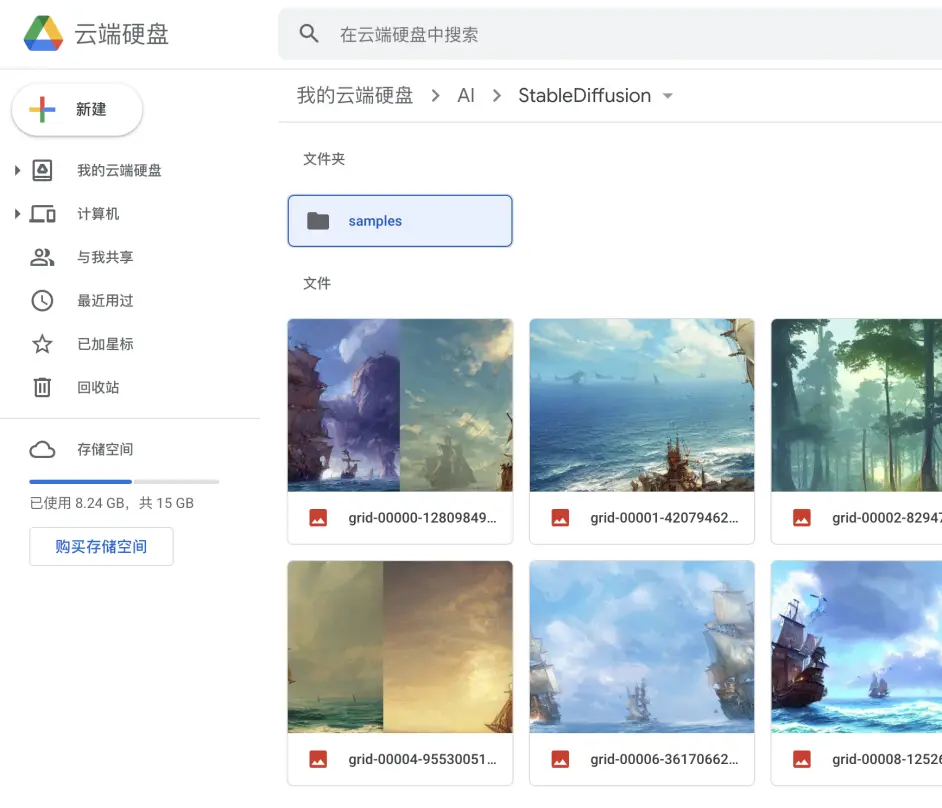 云端硬盘
在云端硬盘中搜索
新建
我的云端硬盘
计算机
与我共享
最近用过
已加星标
回收站
存储空间
已使用 8.24 GB，共 15 GB
购买存储空间
我的云端硬盘 > AI > StableDiffusion
文件夹
samples
文件
grid-00000-12809849...
grid-00001-42079462...
grid-00002-82947
grid-00004-95530051...
grid-00006-36170662...
grid-00008-12526